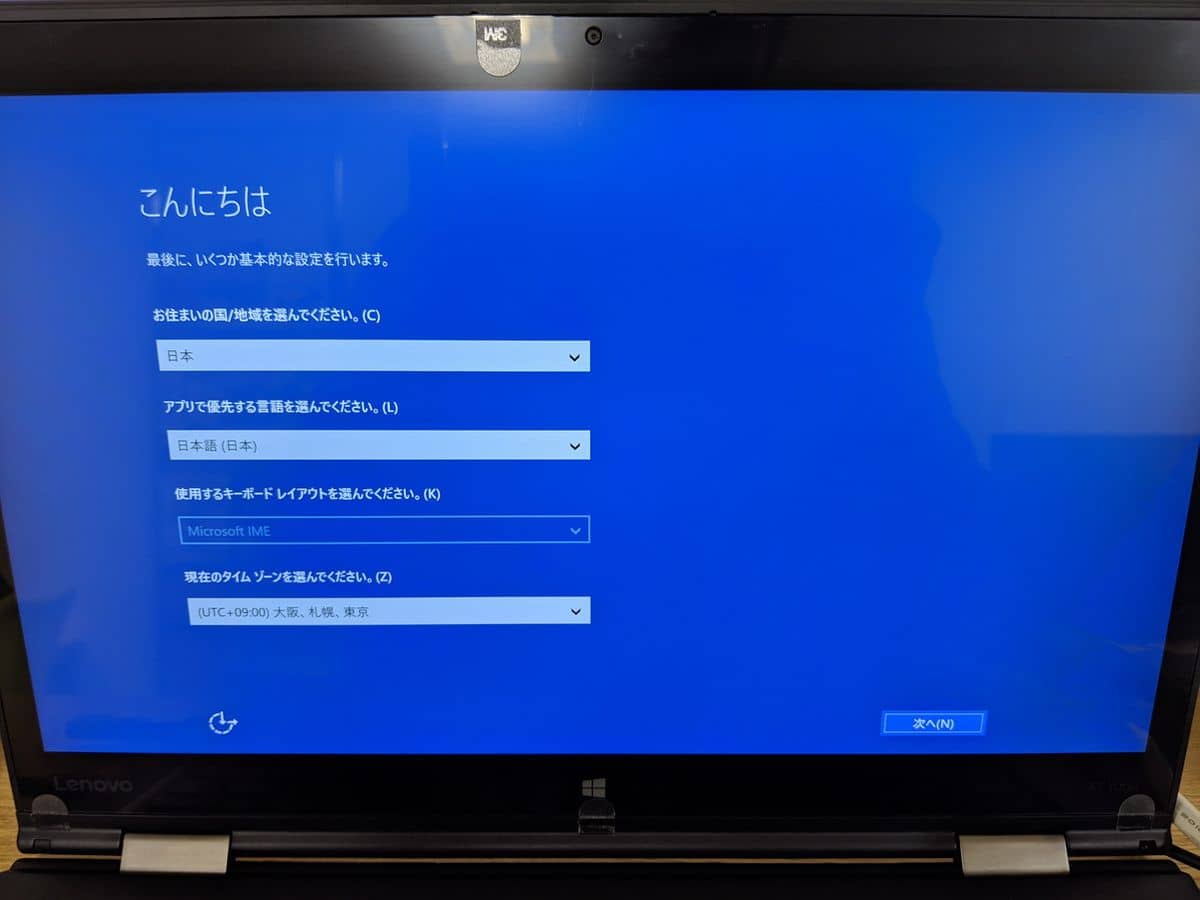 3M
こんにちは
最後に、いくつか基本的な設定を行います。
お住まいの国/地域を選んでください。(C)
日本
アプリで優先する言語を選んでください。(L)
日本語 (日本)
使用するキーボード レイアウトを選んでください。(K)
Microsoft IME
現在のタイム ゾーンを選んでください。(Z)
(UTC+09:00) 大阪、札幌、東京
次へ(N)
Lenovo